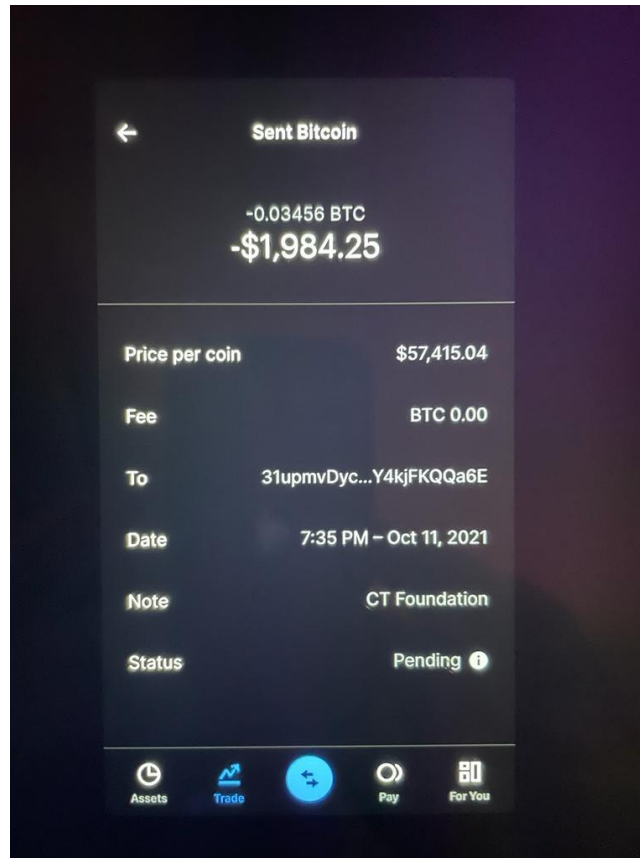 Sent Bitcoin
-0.03456 BTC
-$1,984.25
Price per coin $57,415.04
Fee BTC 0.00
To 31upmvDyc...Y4kjFKQQa6E
Date 7:35 PM – Oct 11, 2021
Note CT Foundation
Status Pending
Assets Trade Pay For You